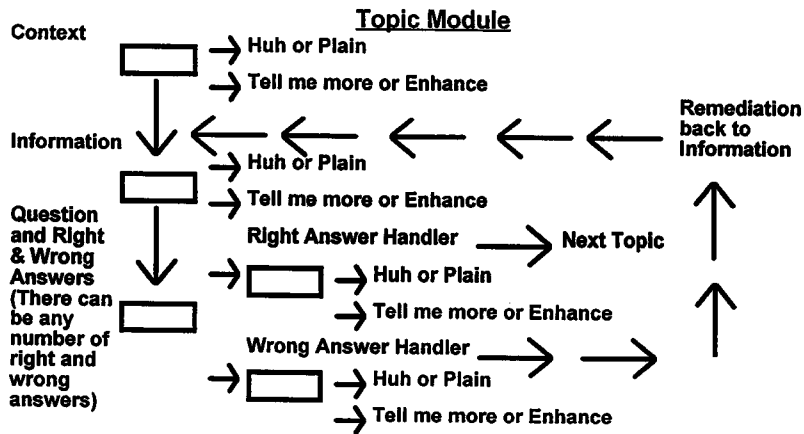 Topic Module
Context
Huh or Plain
Tell me more or Enhance
Remediation
back to
Information
Information
Huh or Plain
Tell me more or Enhance
Question
and Right
& Wrong
Answers
(There can
be any
number of
right and
wrong
answers)
Right Answer Handler
Next Topic
Huh or Plain
Tell me more or Enhance
Wrong Answer Handler
Huh or Plain
Tell me more or Enhance